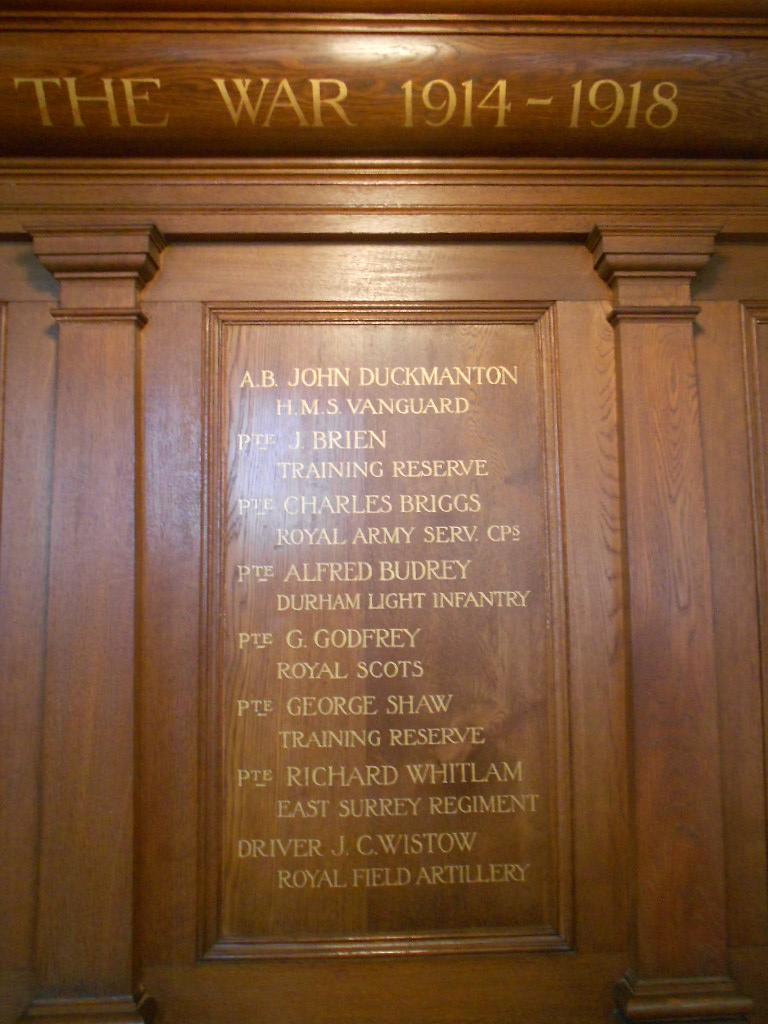 THE WAR 1914-1918
A.B. JOHN DUCKMANTON
H.M.S. VANGUARD
PTE J. BRIEN
TRAINING RESERVE
PTE CHARLES BRIGGS
ROYAL ARMY SERV. CPS
PTE ALFRED BUDREY
DURHAM LIGHT INFANTRY
PTE G. GODFREY
ROYAL SCOTS
PTE GEORGE SHAW
TRAINING RESERVE
PTE RICHARD WHITLAM
EAST SURREY REGIMENT
DRIVER J. C. WISTOW
ROYAL FIELD ARTILLERY